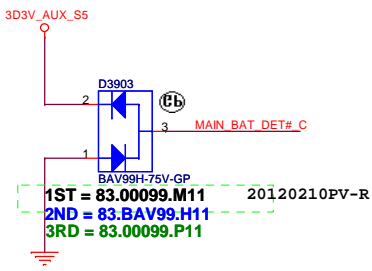 3D3V_AUX_S5
D3903
2
3
MAIN_BAT_DET#_C
1
BAV99H-75V-GP
1ST = 83.00099.M11
20120210PV-R
2ND = 83.BAV99.H11
3RD = 83.00099.P11